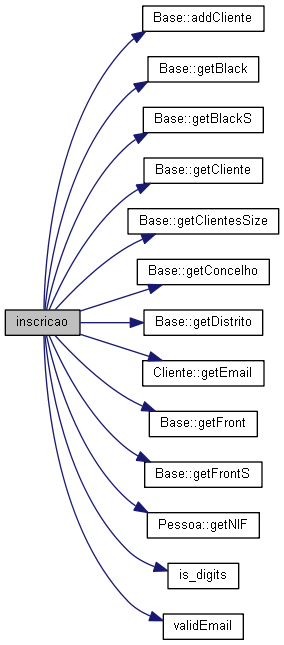 Base::addCliente
Base::getBlack
Base::getBlackS
Base::getCliente
Base::getClientesSize
Base::getConcelho
inscricao
Base::getDistrito
Cliente::getEmail
Base::getFront
Base::getFrontS
Pessoa::getNIF
is_digits
validEmail